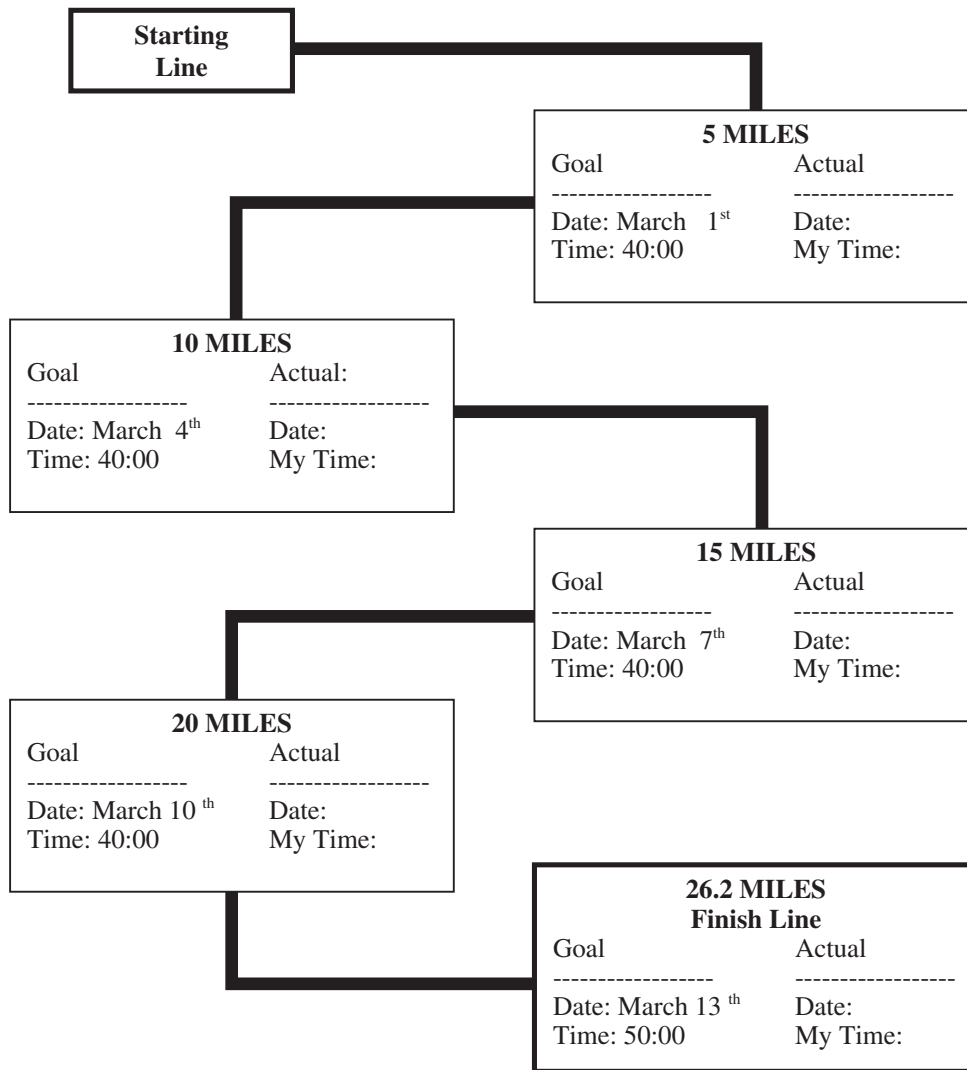 Starting
Line
5 MILES
Goal Actual
------------------ ------------------
Date: March 1st Date:
Time: 40:00 My Time:
10 MILES
Goal Actual:
------------------ ------------------
Date: March 4th Date:
Time: 40:00 My Time:
15 MILES
Goal Actual
------------------ ------------------
Date: March 7th Date:
Time: 40:00 My Time:
20 MILES
Goal Actual
------------------ ------------------
Date: March 10 th Date:
Time: 40:00 My Time:
26.2 MILES
Finish Line
Goal Actual
------------------ ------------------
Date: March 13 th Date:
Time: 50:00 My Time: